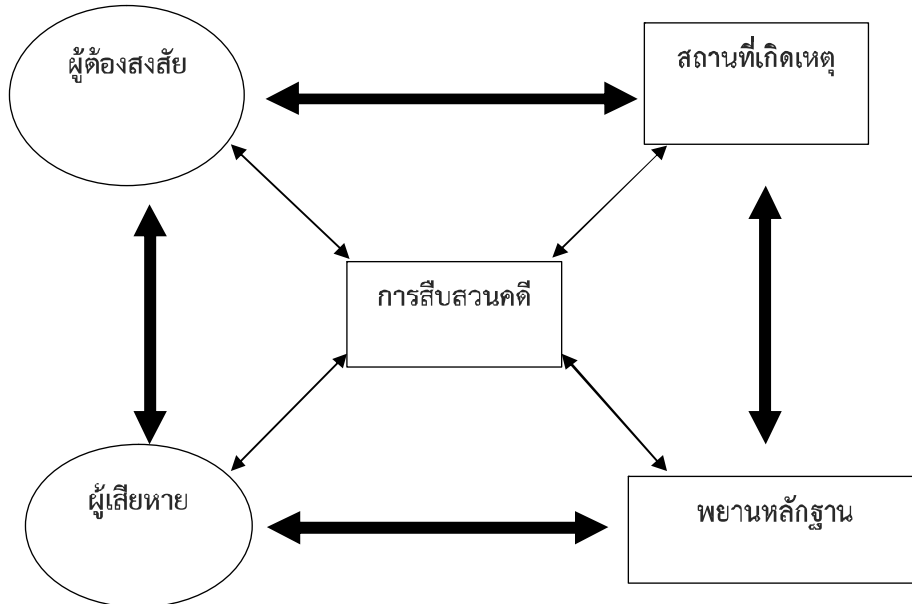 ผู้ต้องสงสัย
สถานที่เกิดเหตุ
การสืบสวนคดี
ผู้เสียหาย
พยานหลักฐาน